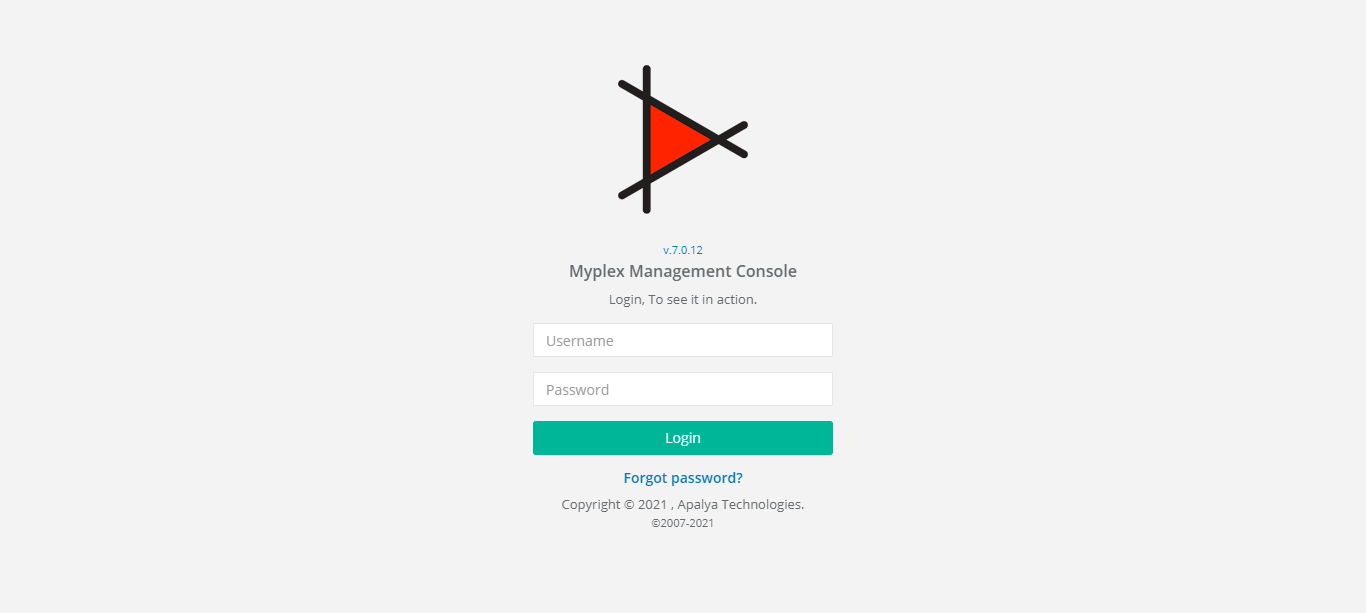 v.7.0.12
Myplex Management Console
Login, To see it in action.
Username
Password
Login
Forgot password?
Copyright © 2021 , Apalya Technologies.
©2007-2021